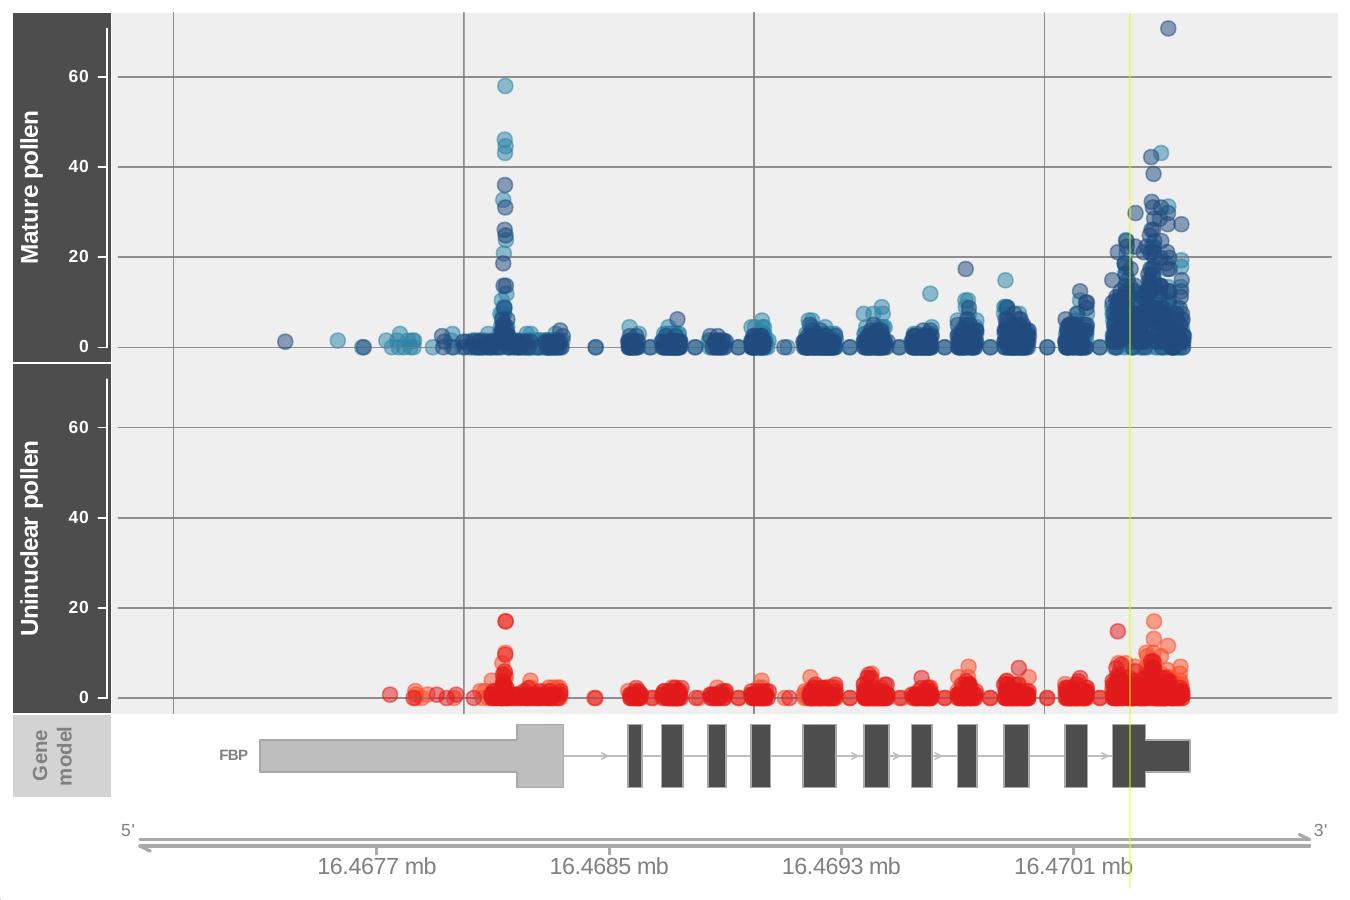 Mature pollen
60
40
20
0
Uninuclear pollen
60
40
20
0
Gene
model
FBP
5'
3'
16.4677 mb
16.4685 mb
16.4693 mb
16.4701 mb